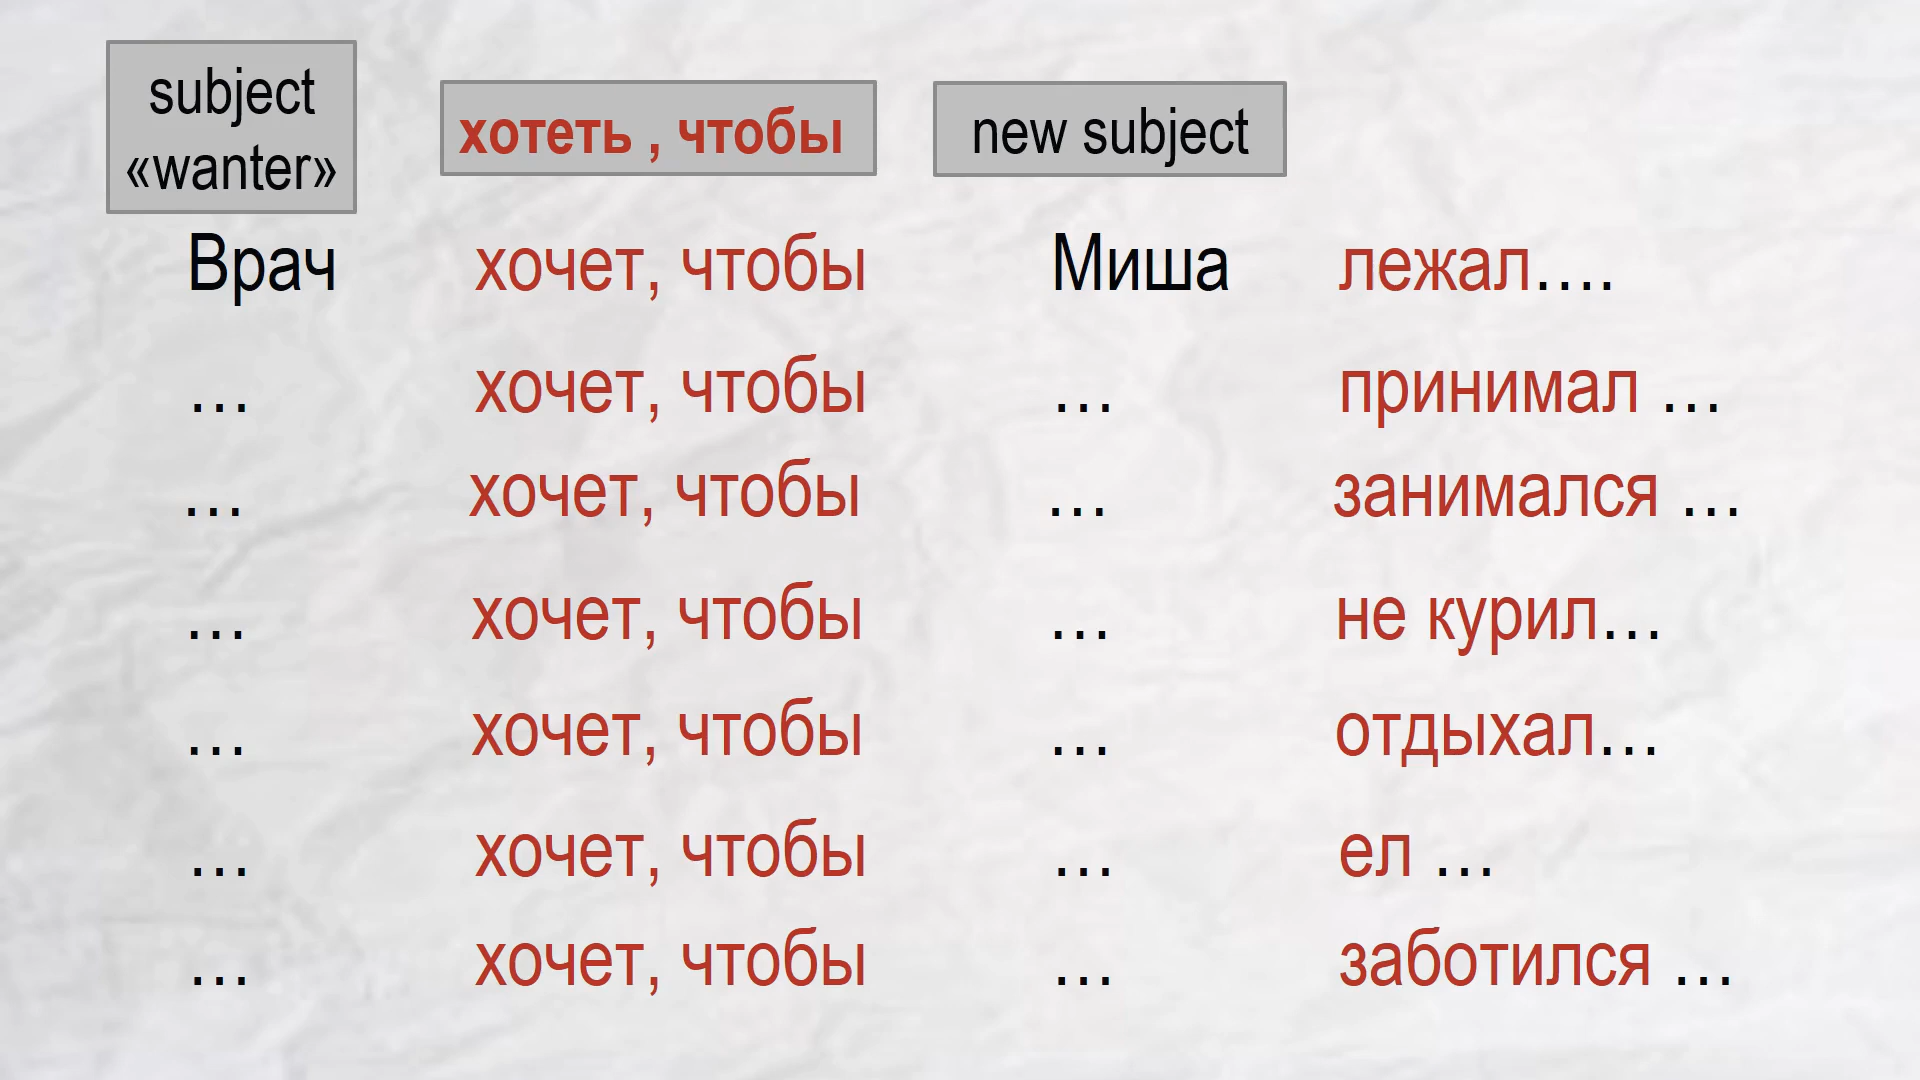 subject
«wanter»
хотеть , чтобы
new subject
Врач хочет, чтобы Миша лежал....
... хочет, чтобы ... принимал ...
... хочет, чтобы ... занимался ...
... хочет, чтобы ... не курил...
... хочет, чтобы ... отдыхал...
... хочет, чтобы ... ел ...
... хочет, чтобы ... заботился ...